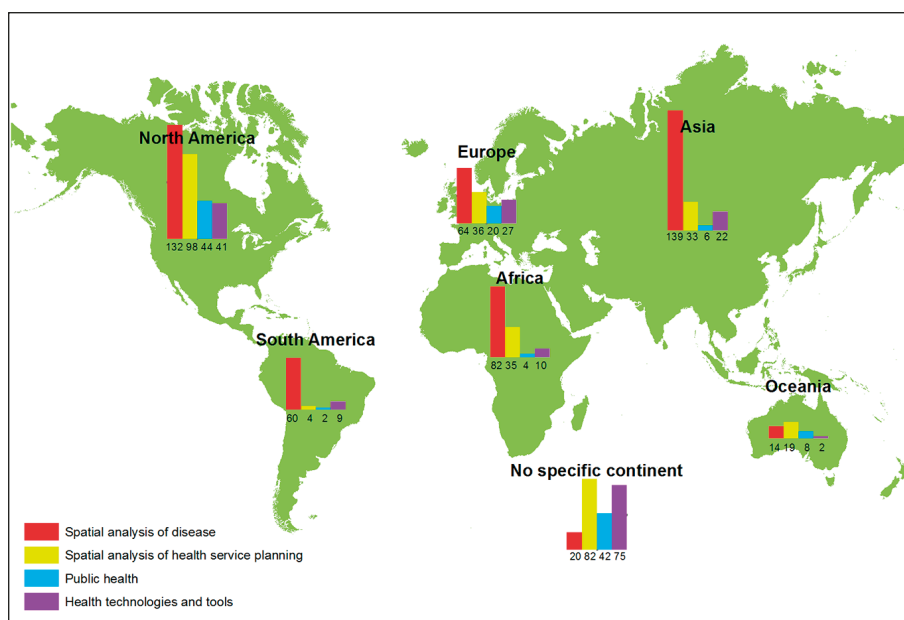 North America
132 98 44 41
Europe
64 36 20 27
Asia
139 33 6 22
Africa
82 35 4 10
South America
60 4 2 9
Oceania
14 19 8 2
No specific continent
20 82 42 75
Spatial analysis of disease
Spatial analysis of health service planning
Public health
Health technologies and tools